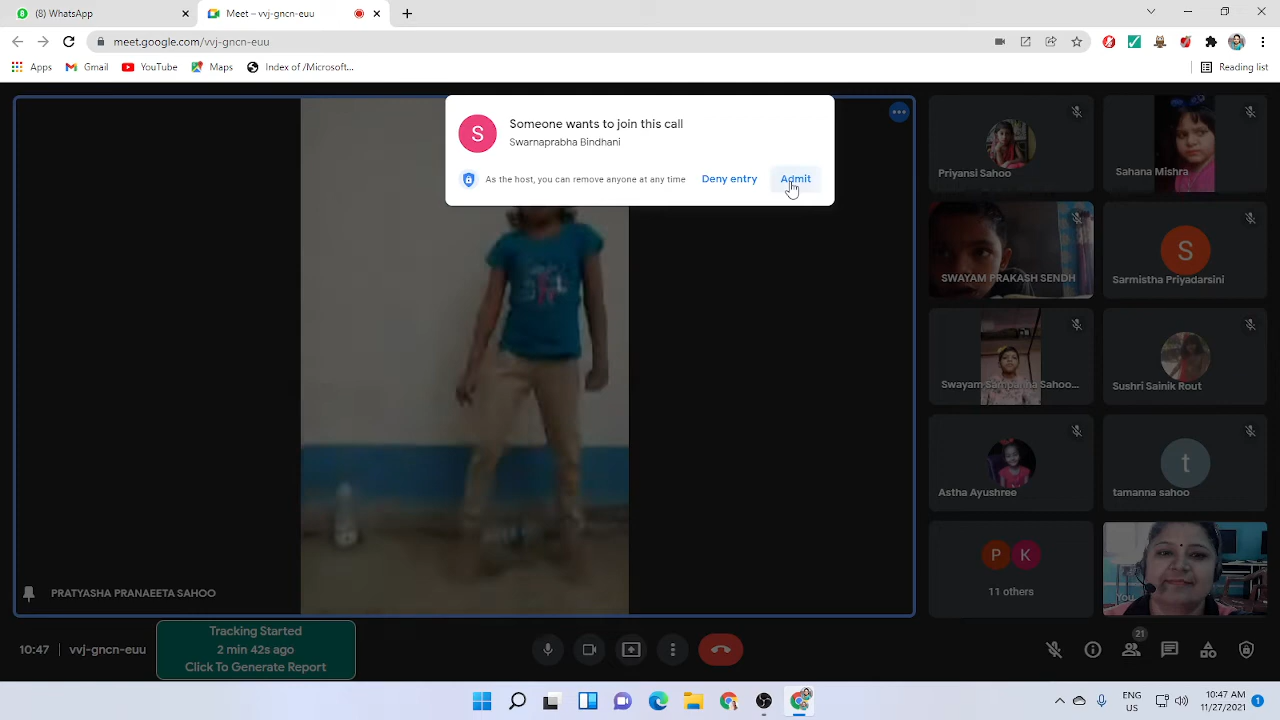 (8) WhatsApp
Meet – vvj-gncn-euu
meet.google.com/vvj-gncn-euu
Apps
Gmail
YouTube
Maps
Index of /Microsoft...
Reading list
S
Someone wants to join this call
Swarnaprabha Bindhani
As the host, you can remove anyone at any time
Deny entry
Admit
Priyansi Sahoo
Sahana Mishra
SWAYAM PRAKASH SENDH
S
Sarmistha Priyadarsini
Swayam Sampanna Sahoo...
Sushri Sainik Rout
Astha Ayushree
t
tamanna sahoo
P K
11 others
You
PRATYASHA PRANAEETA SAHOO
10:47 | vvj-gncn-euu
Tracking Started
2 min 42s ago
Click To Generate Report
21
ENG
US
10:47 AM
11/27/2021
1